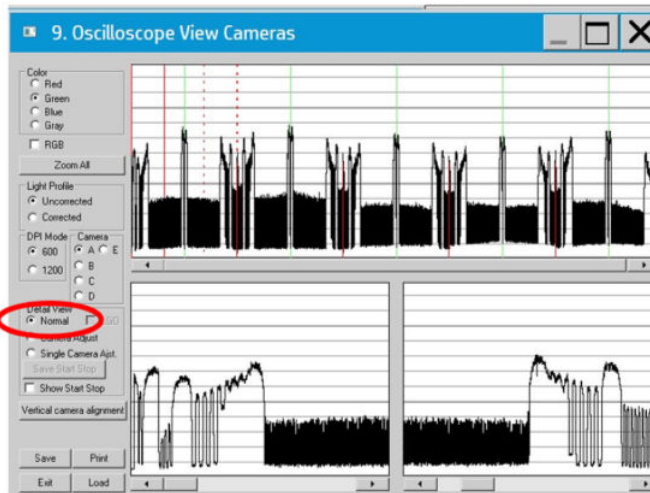 9. Oscilloscope View Cameras
Color
Red
Green
Blue
Gray
RGB
Zoom All
Light Profile
Uncorrected
Corrected
DPI Mode
Camera
600
A
E
1200
B
C
D
Detail View
Normal
Camera Adjust
Single Camera Ajst.
Save Start Stop
Show Start Stop
Vertical camera alignment
Save
Print
Exit
Load